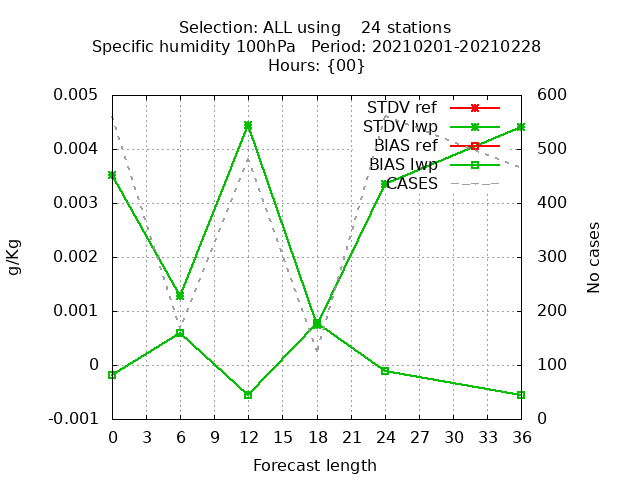 Selection: ALL using    24 stations
Specific humidity 100hPa   Period: 20210201-20210228
Hours: {00}
STDV ref
STDV lwp
BIAS ref
BIAS lwp
CASES
0.005
0.004
0.003
0.002
0.001
0
-0.001
g/Kg
600
500
400
300
200
100
0
No cases
0 3 6 9 12 15 18 21 24 27 30 33 36
Forecast length